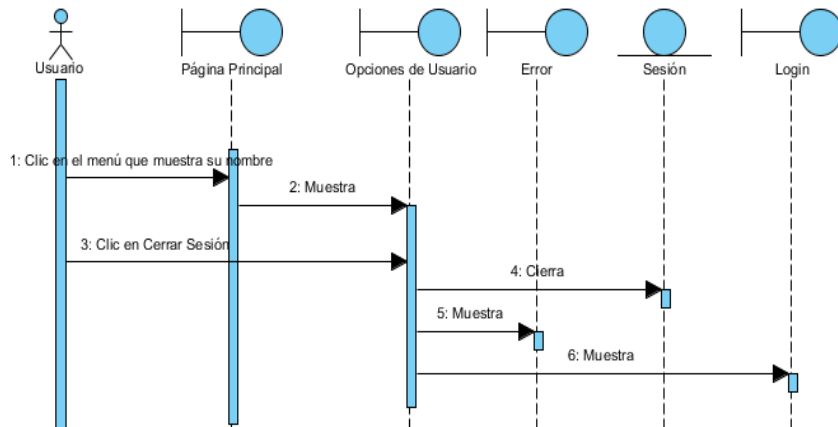 Usuario
Página Principal
Opciones de Usuario
Error
Sesión
Login
1: Clic en el menú que muestra su nombre
2: Muestra
3: Clic en Cerrar Sesión
4: Cierra
5: Muestra
6: Muestra